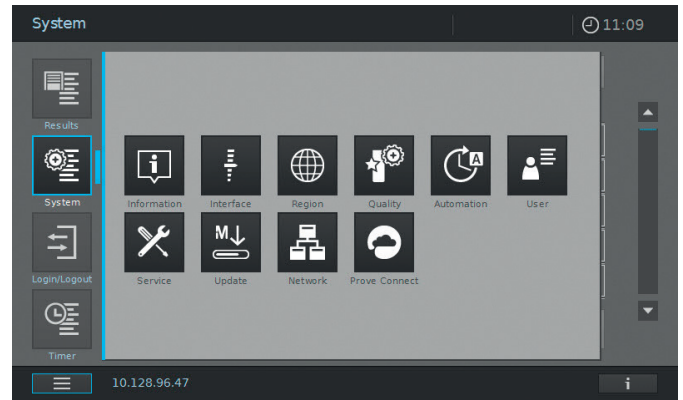 System
11:09
Results
System
Login/Logout
Timer
Information Interface Region Quality Automation User
A
M
Service Update Network Prove Connect
10.128.96.47
i